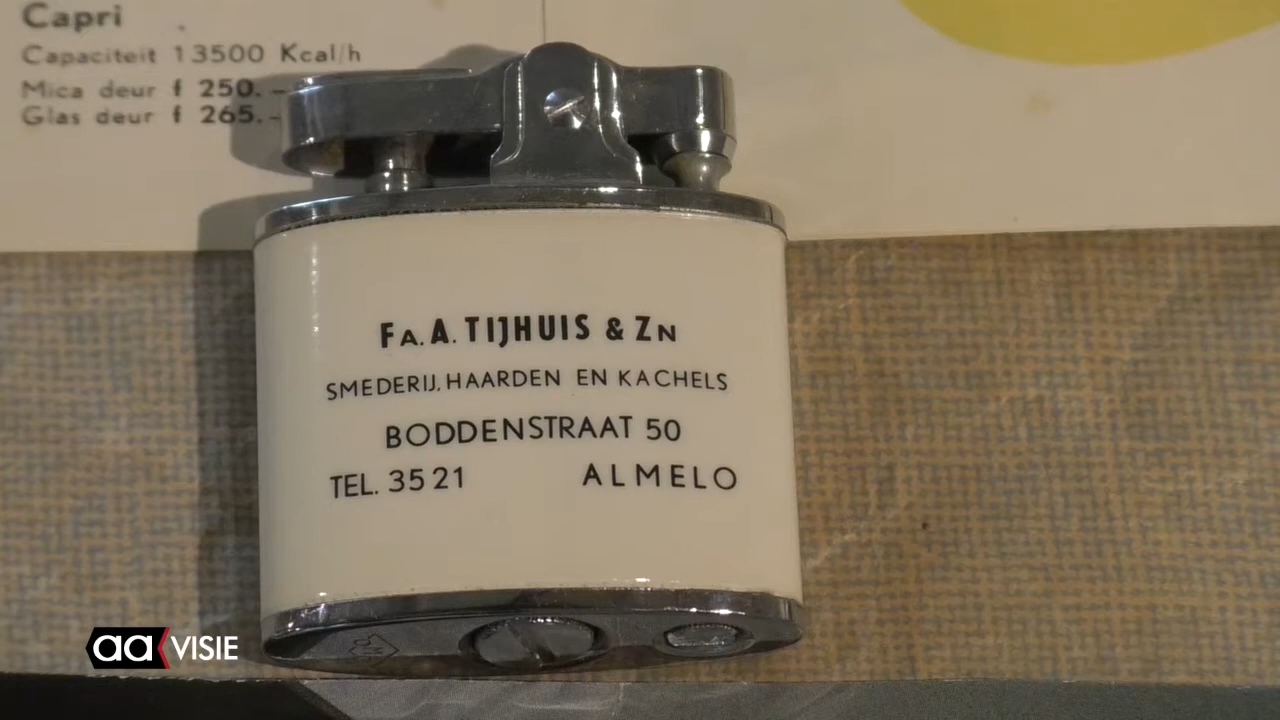 Capri
Capaciteit 13500 Kcal/h
Mica deur f 250.-
Glas deur f 265.-
FA. A. TIJHUIS & ZN
SMEDERIJ, HAARDEN EN KACHELS
BODDENSTRAAT 50
TEL. 3521 ALMELO
aa VISIE